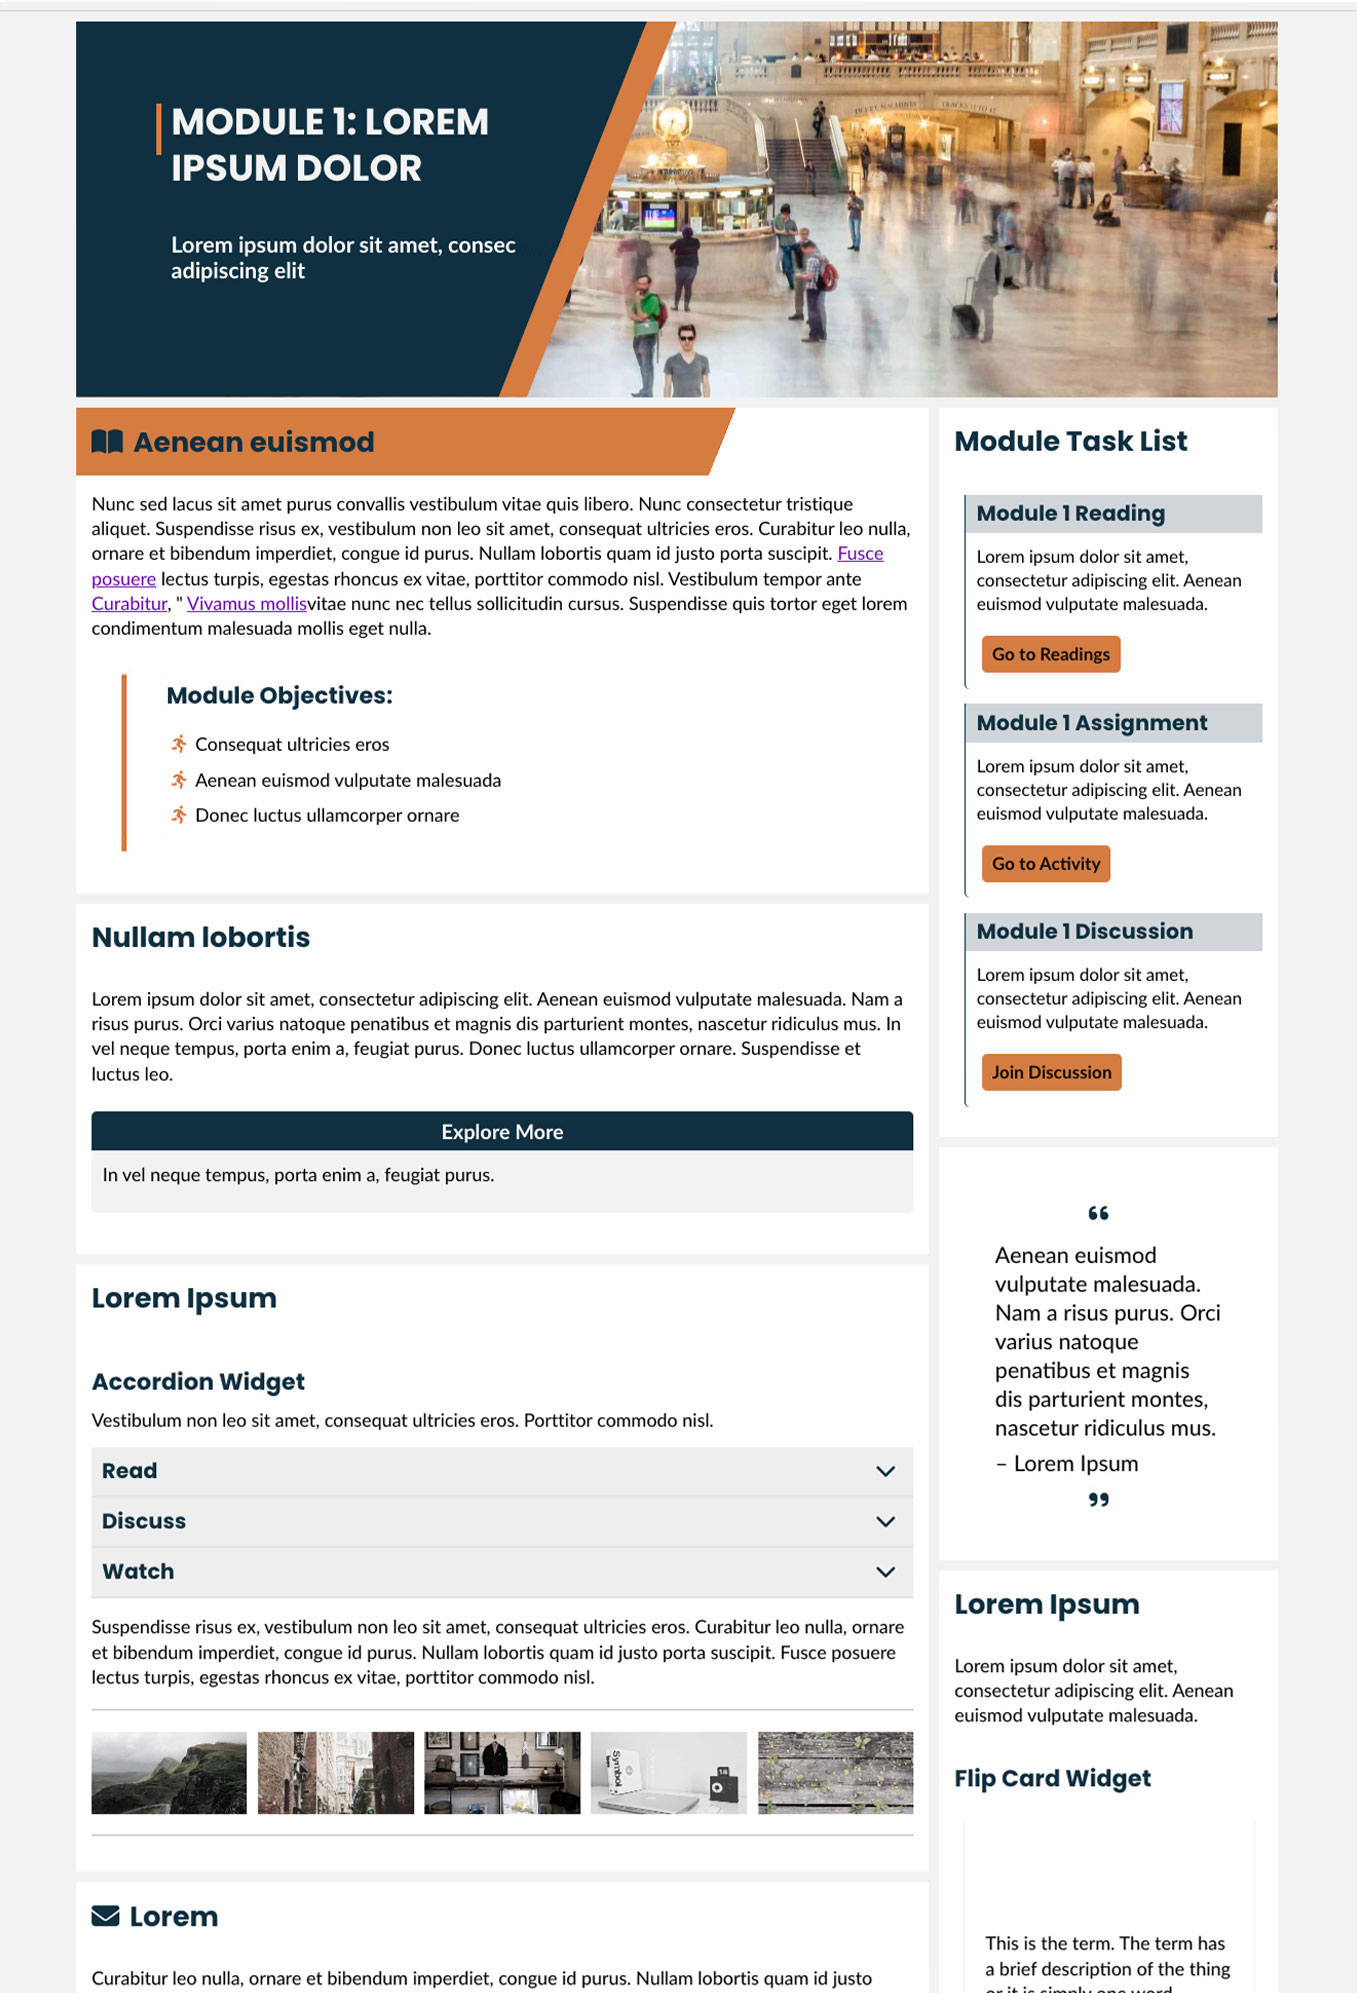 MODULE 1: LOREM
IPSUM DOLOR
Lorem ipsum dolor sit amet, consec
adipiscing elit
TICKET MACHINES
Aenean euismod
Nunc sed lacus sit amet purus convallis vestibulum vitae quis libero. Nunc consectetur tristique
aliquet. Suspendisse risus ex, vestibulum non leo sit amet, consequat ultricies eros. Curabitur leo nulla,
ornare et bibendum imperdiet, congue id purus. Nullam lobortis quam id justo porta suscipit. Fusce
posuere lectus turpis, egestas rhoncus ex vitae, porttitor commodo nisl. Vestibulum tempor ante
Curabitur, " Vivamus mollisvitae nunc nec tellus sollicitudin cursus. Suspendisse quis tortor eget lorem
condimentum malesuada mollis eget nulla.
Module Objectives:
Consequat ultricies eros
Aenean euismod vulputate malesuada
Donec luctus ullamcorper ornare
Nullam lobortis
Lorem ipsum dolor sit amet, consectetur adipiscing elit. Aenean euismod vulputate malesuada. Nam a
risus purus. Orci varius natoque penatibus et magnis dis parturient montes, nascetur ridiculus mus. In
vel neque tempus, porta enim a, feugiat purus. Donec luctus ullamcorper ornare. Suspendisse et
luctus leo.
Explore More
In vel neque tempus, porta enim a, feugiat purus.
Lorem Ipsum
Accordion Widget
Vestibulum non leo sit amet, consequat ultricies eros. Porttitor commodo nisl.
Read
Discuss
Watch
Suspendisse risus ex, vestibulum non leo sit amet, consequat ultricies eros. Curabitur leo nulla, ornare
et bibendum imperdiet, congue id purus. Nullam lobortis quam id justo porta suscipit. Fusce posuere
lectus turpis, egestas rhoncus ex vitae, porttitor commodo nisl.
Symbol
18
Lorem
Curabitur leo nulla, ornare et bibendum imperdiet, congue id purus. Nullam lobortis quam id justo
Module Task List
Module 1 Reading
Lorem ipsum dolor sit amet,
consectetur adipiscing elit. Aenean
euismod vulputate malesuada.
Go to Readings
Module 1 Assignment
Lorem ipsum dolor sit amet,
consectetur adipiscing elit. Aenean
euismod vulputate malesuada.
Go to Activity
Module 1 Discussion
Lorem ipsum dolor sit amet,
consectetur adipiscing elit. Aenean
euismod vulputate malesuada.
Join Discussion
“
Aenean euismod
vulputate malesuada.
Nam a risus purus. Orci
varius natoque
penatibus et magnis
dis parturient montes,
nascetur ridiculus mus.
– Lorem Ipsum
”
Lorem Ipsum
Lorem ipsum dolor sit amet,
consectetur adipiscing elit. Aenean
euismod vulputate malesuada.
Flip Card Widget
This is the term. The term has
a brief description of the thing
or it is simply one word